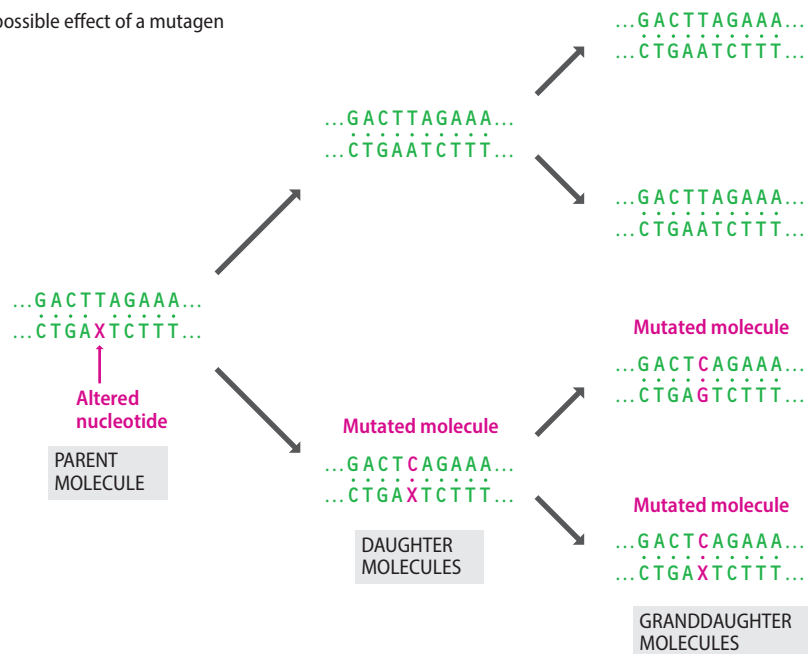 possible effect of a mutagen
...GACTTAGAAA...
...CTGAATCTTT...
...GACTTAGAAA...
...CTGAATCTTT...
...GACTTAGAAA...
...CTGAATCTTT...
...GACTTAGAAA...
...CTGAXTCTTT...
Altered
nucleotide
PARENT
MOLECULE
Mutated molecule
...GACTCAGAAA...
...CTGAXTCTTT...
DAUGHTER
MOLECULES
Mutated molecule
...GACTCAGAAA...
...CTGAGTCTTT...
Mutated molecule
...GACTCAGAAA...
...CTGAXTCTTT...
GRANDDAUGHTER
MOLECULES